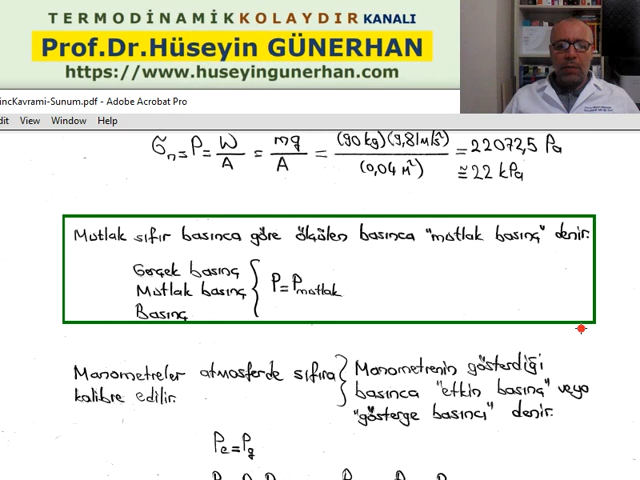 TERMODİNAMİKKOLAYDIR KANALI
Prof.Dr.Hüseyin GÜNERHAN
https://www.huseyingunerhan.com
incKavrami-Sunum.pdf - Adobe Acrobat Pro
dit View Window Help
σn = P = W/A = mg/A = (90 kg)(9,81 m/s²)/(0,04 m²) = 22072,5 Pa
≅ 22 kPa
Mutlak sıfır basınca göre ölçülen basınca "mutlak basınç" denir.
Gerçek basınç
Mutlak basınç
Basınç
P = Pmutlak
Manometreler atmosferde sıfıra
kalibre edilir.
Manometrenin gösterdiği
basınca "etkin basınç" veya
"gösterge basıncı" denir.
Pe = Pg